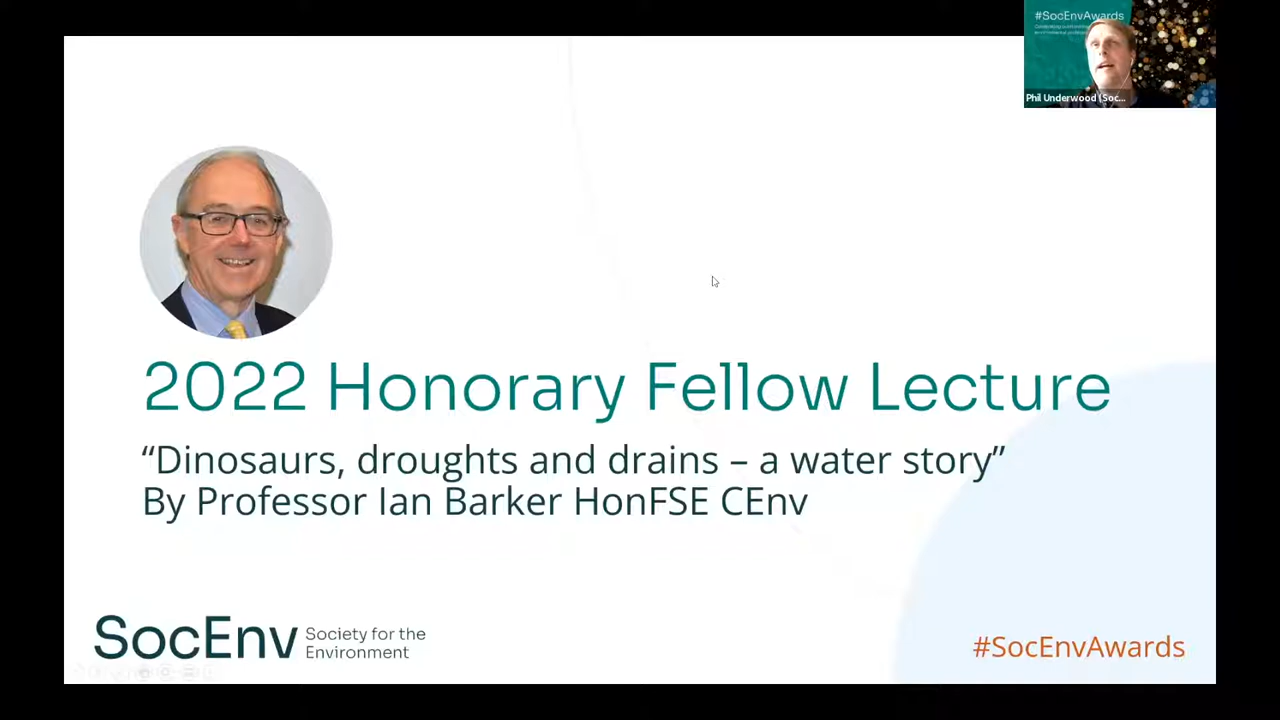 #SocEnvAwards
Phil Underwood (Soc...
2022 Honorary Fellow Lecture
“Dinosaurs, droughts and drains – a water story”
By Professor Ian Barker HonFSE CEnv
SocEnv
Society for the
Environment
#SocEnvAwards